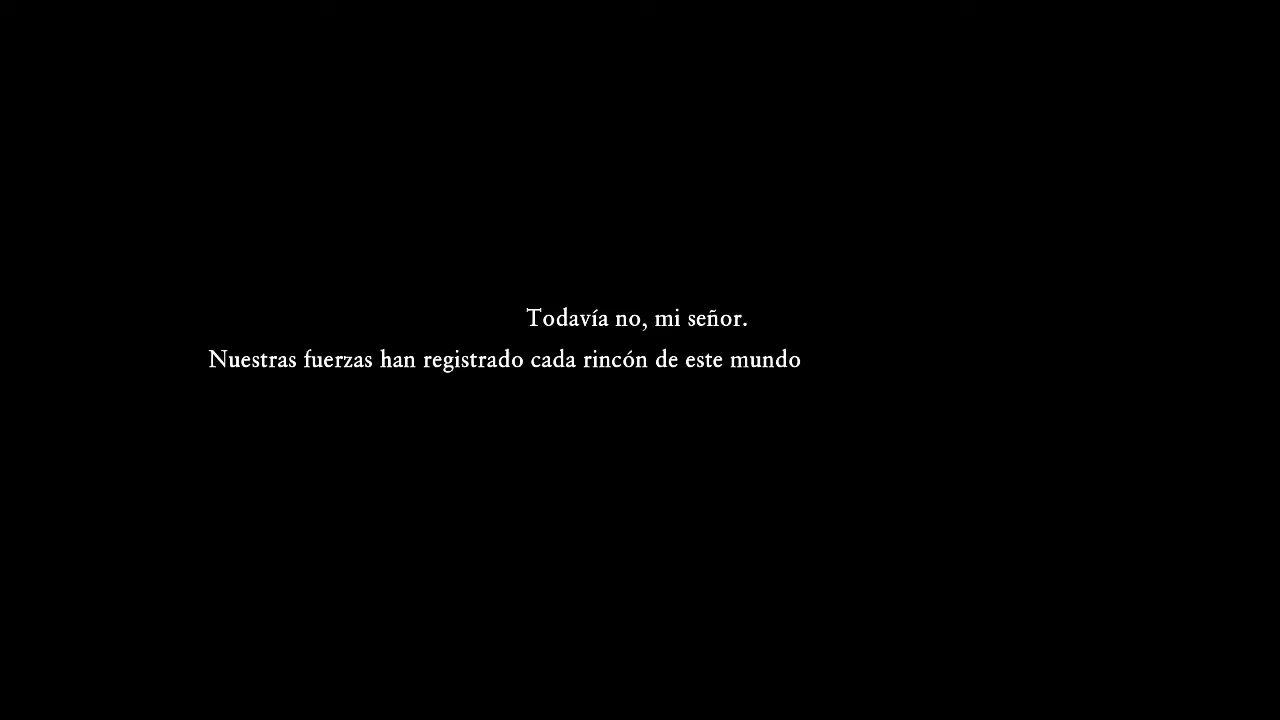 Todavía no, mi señor.
Nuestras fuerzas han registrado cada rincón de este mundo